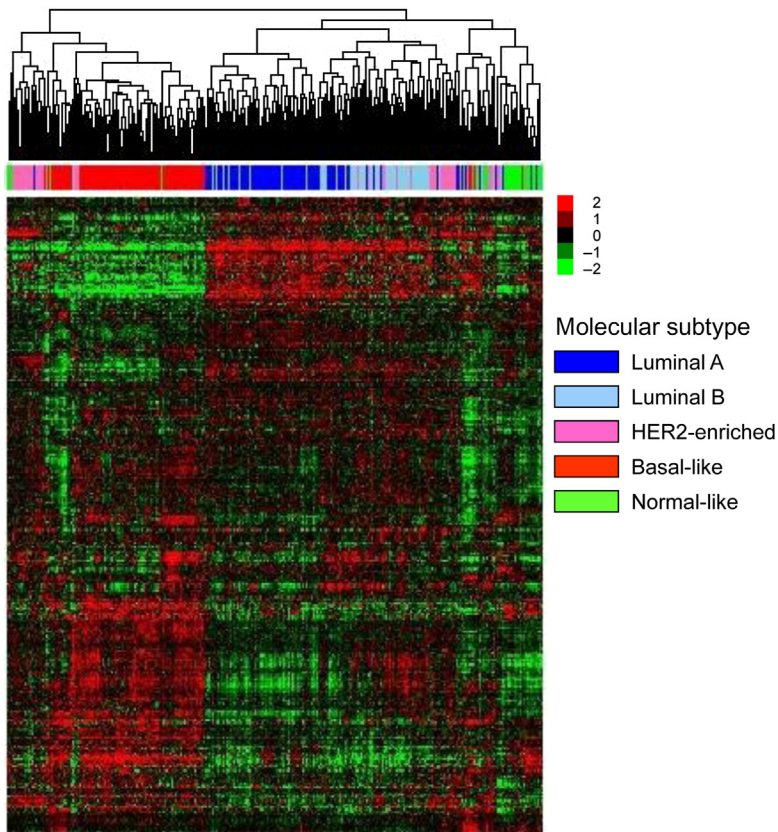 2
1
0
–1
–2
Molecular subtype
Luminal A
Luminal B
HER2-enriched
Basal-like
Normal-like